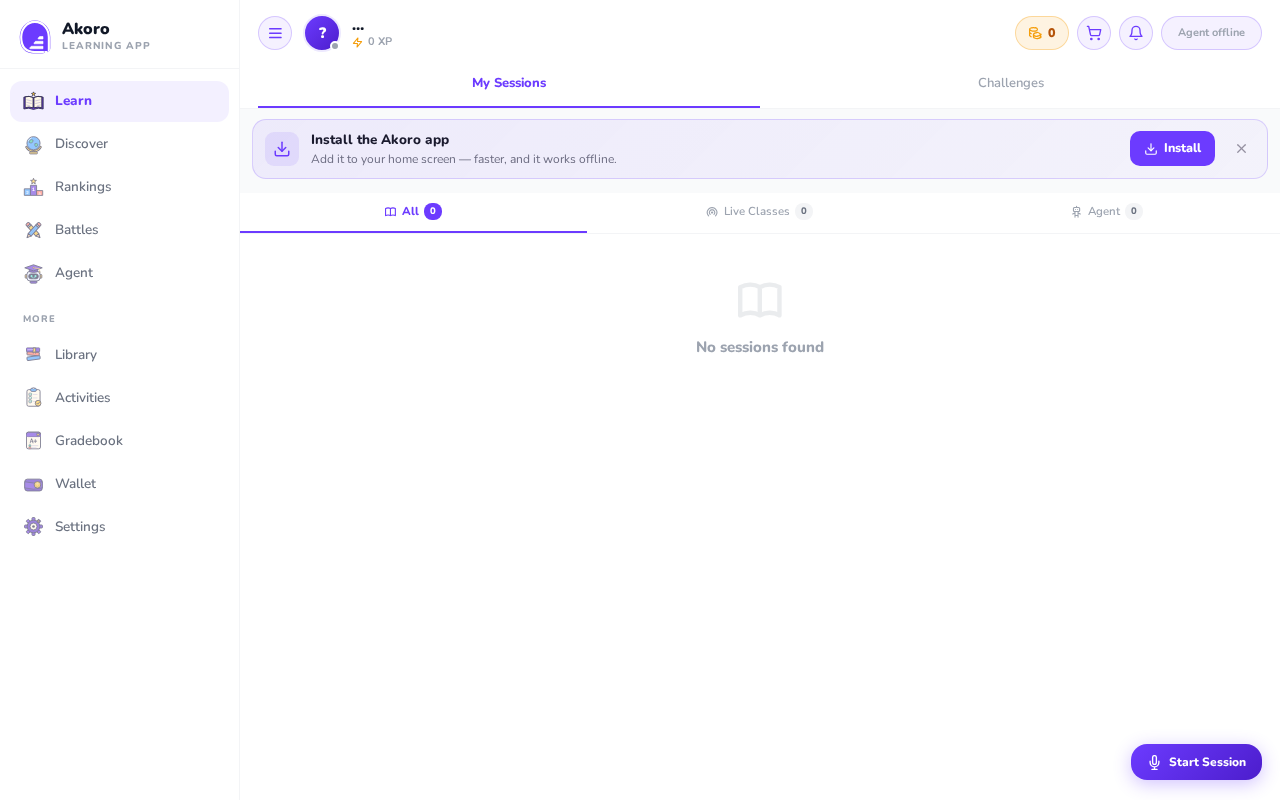 Akoro
LEARNING APP
Learn
Discover
Rankings
Battles
Agent
MORE
Library
Activities
Gradebook
Wallet
Settings
?
...
0 XP
0
Agent offline
My Sessions
Challenges
Install the Akoro app
Add it to your home screen — faster, and it works offline.
Install
All 0
Live Classes 0
Agent 0
No sessions found
Start Session